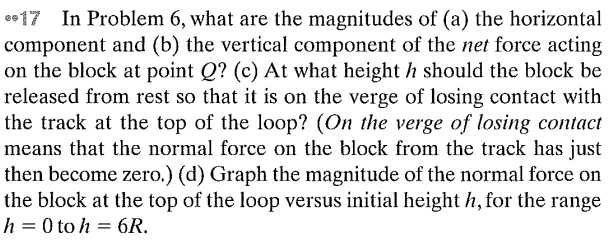 ••17 In Problem 6, what are the magnitudes of (a) the horizontal
component and (b) the vertical component of the net force acting
on the block at point Q? (c) At what height h should the block be
released from rest so that it is on the verge of losing contact with
the track at the top of the loop? (On the verge of losing contact
means that the normal force on the block from the track has just
then become zero.) (d) Graph the magnitude of the normal force on
the block at the top of the loop versus initial height h, for the range
h = 0 to h = 6R.